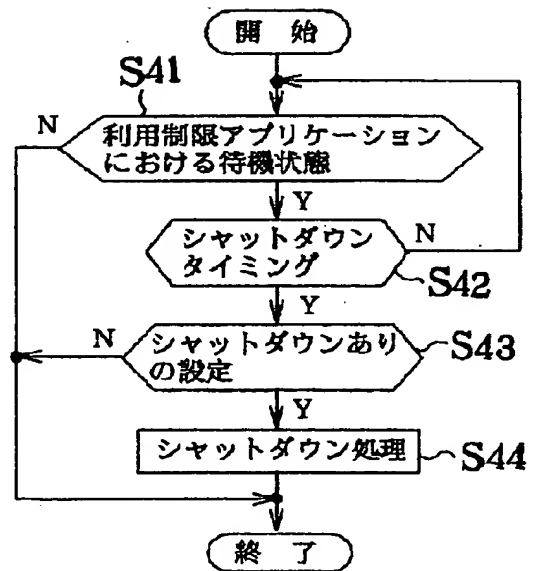 開 始
S41
N
利用制限アプリケーション
における待機状態
Y
シャットダウン
タイミング
N
S42
Y
N
シャットダウンあり
の設定
S43
Y
シャットダウン処理
S44
終 了